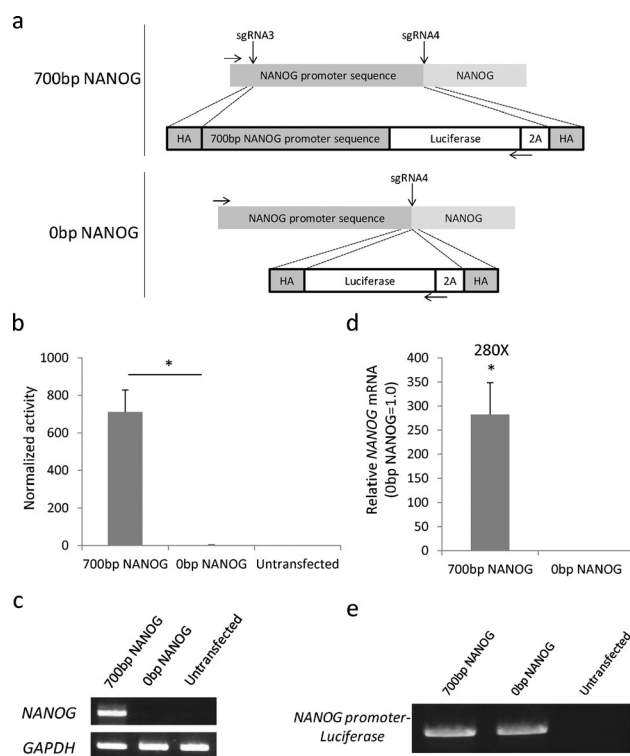 a
700bp NANOG
sgRNA3
sgRNA4
NANOG promoter sequence
NANOG
HA
700bp NANOG promoter sequence
Luciferase
2A
HA
0bp NANOG
sgRNA4
NANOG promoter sequence
NANOG
HA
Luciferase
2A
HA
b
Normalized activity
1000
800
600
400
200
0
*
700bp NANOG
0bp NANOG
Untransfected
d
Relative NANOG mRNA
(0bp NANOG=1.0)
400
350
300
250
200
150
100
50
0
280X
*
700bp NANOG
0bp NANOG
c
700bp NANOG
0bp NANOG
Untransfected
NANOG
GAPDH
e
700bp NANOG
0bp NANOG
Untransfected
NANOG promoter-
Luciferase